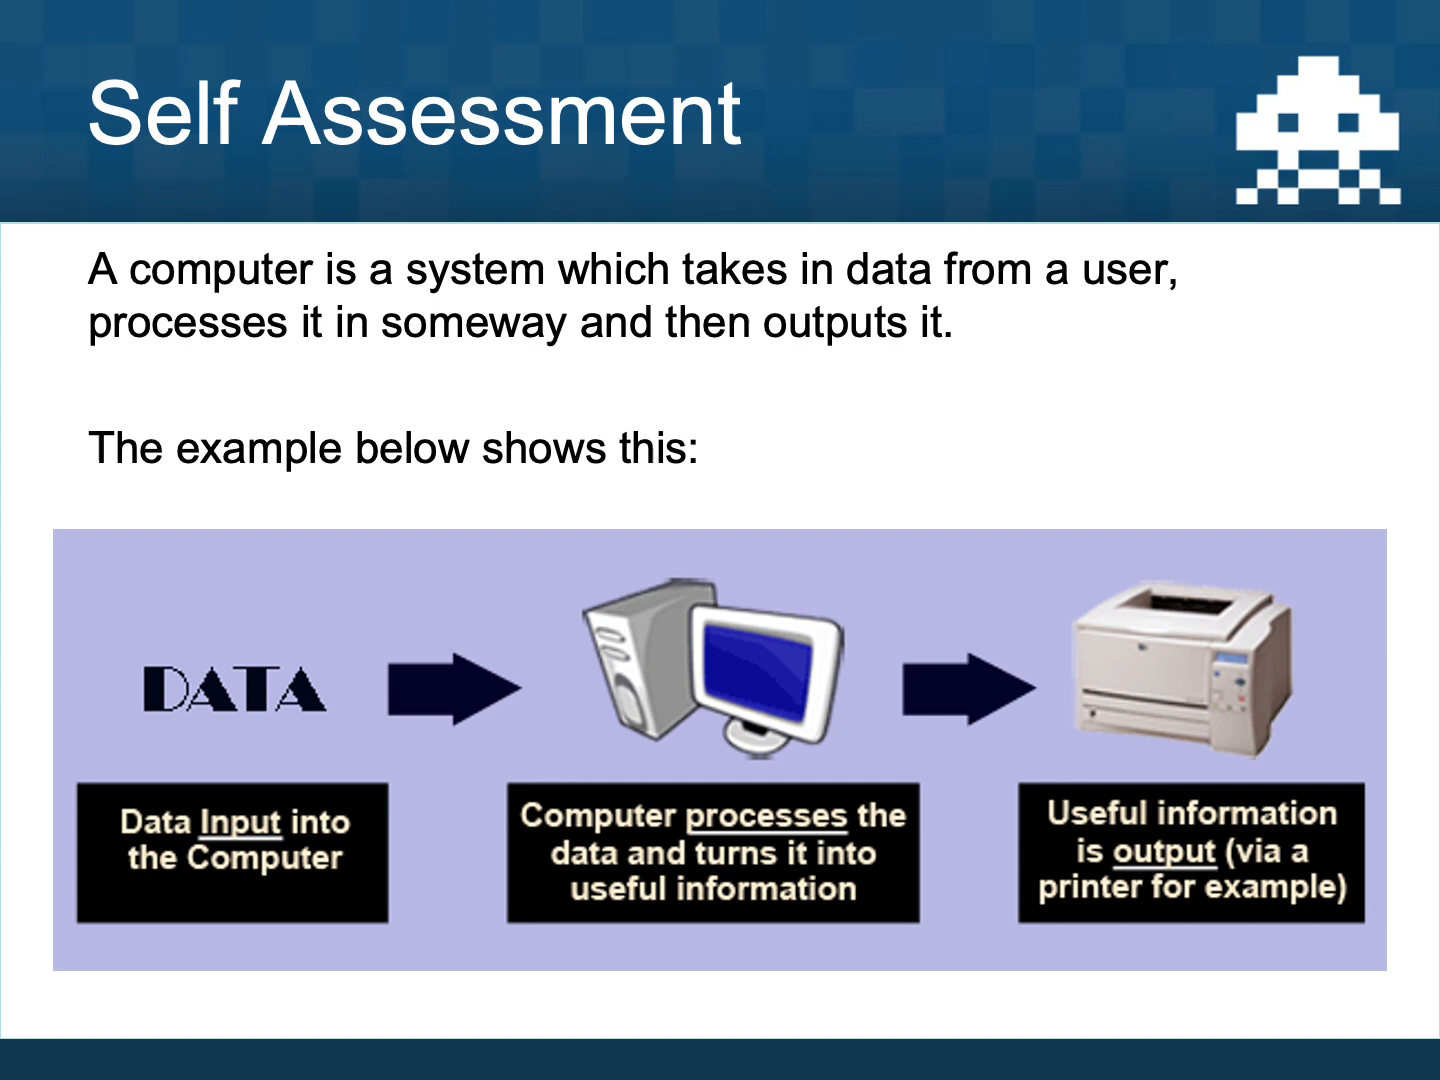 Self Assessment
A computer is a system which takes in data from a user,
processes it in someway and then outputs it.
The example below shows this:
DATA
Data Input into
the Computer
Computer processes the
data and turns it into
useful information
Useful information
is output (via a
printer for example)